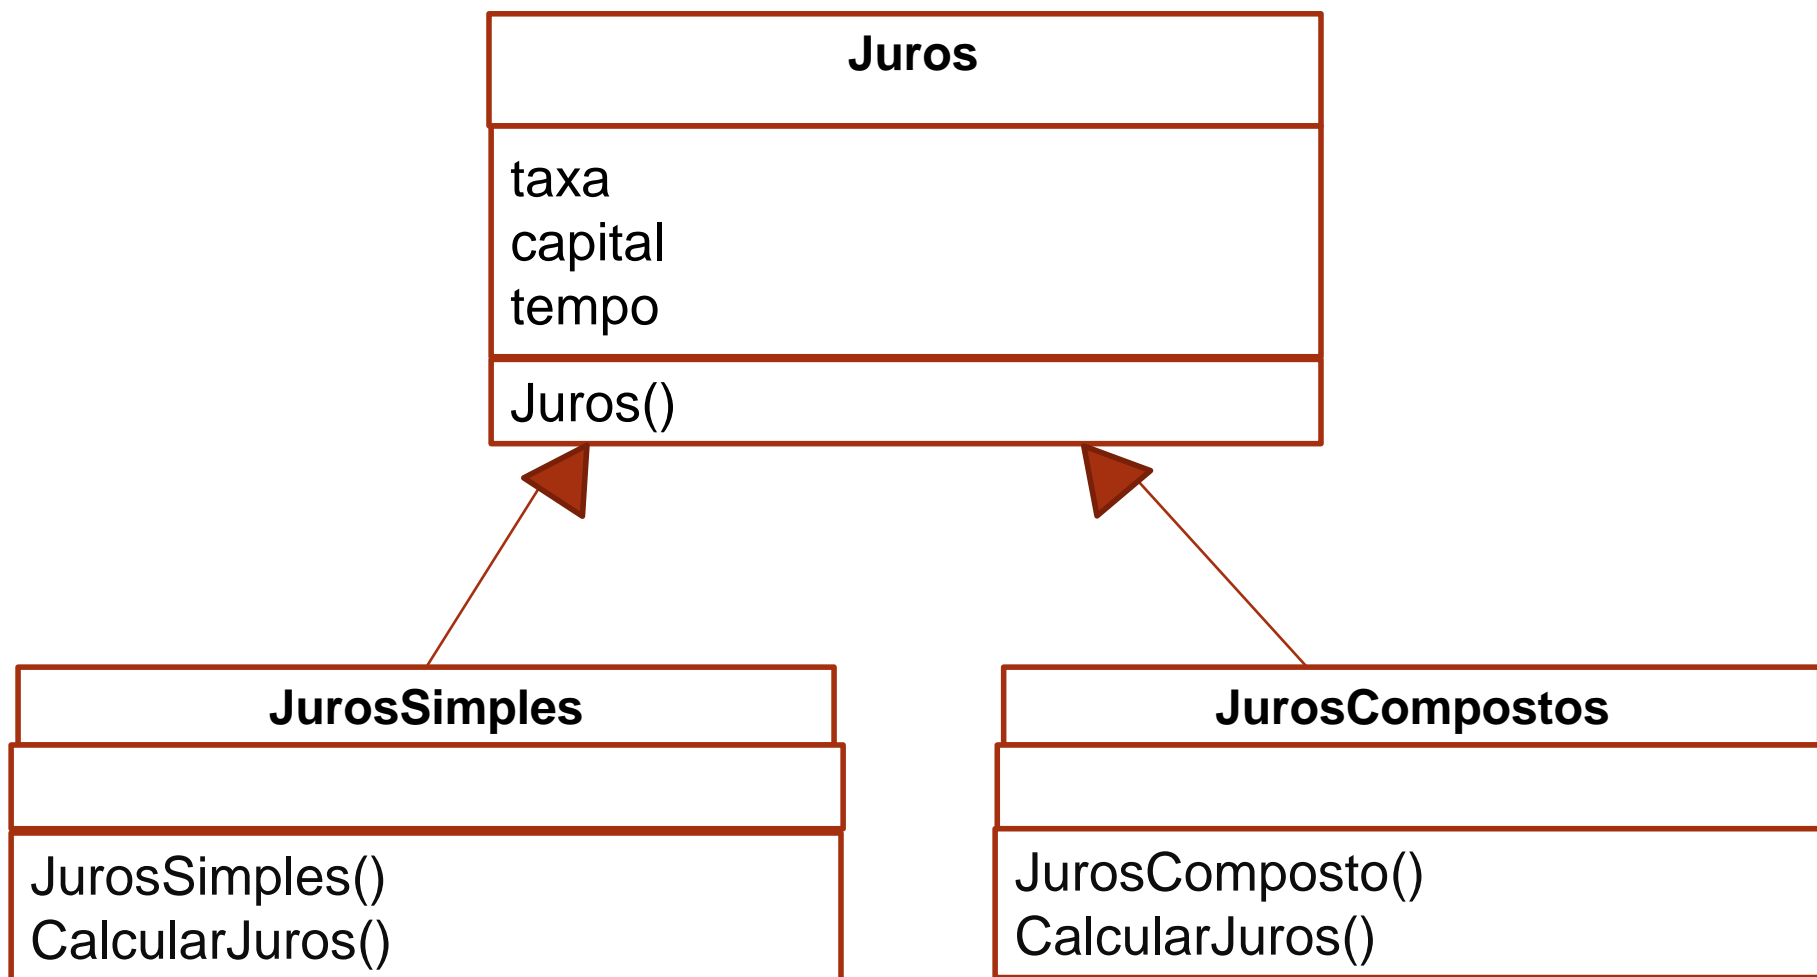 Juros
taxa
capital
tempo
Juros()
JurosSimples
JurosSimples()
CalcularJuros()
JurosCompostos
JurosComposto()
CalcularJuros()